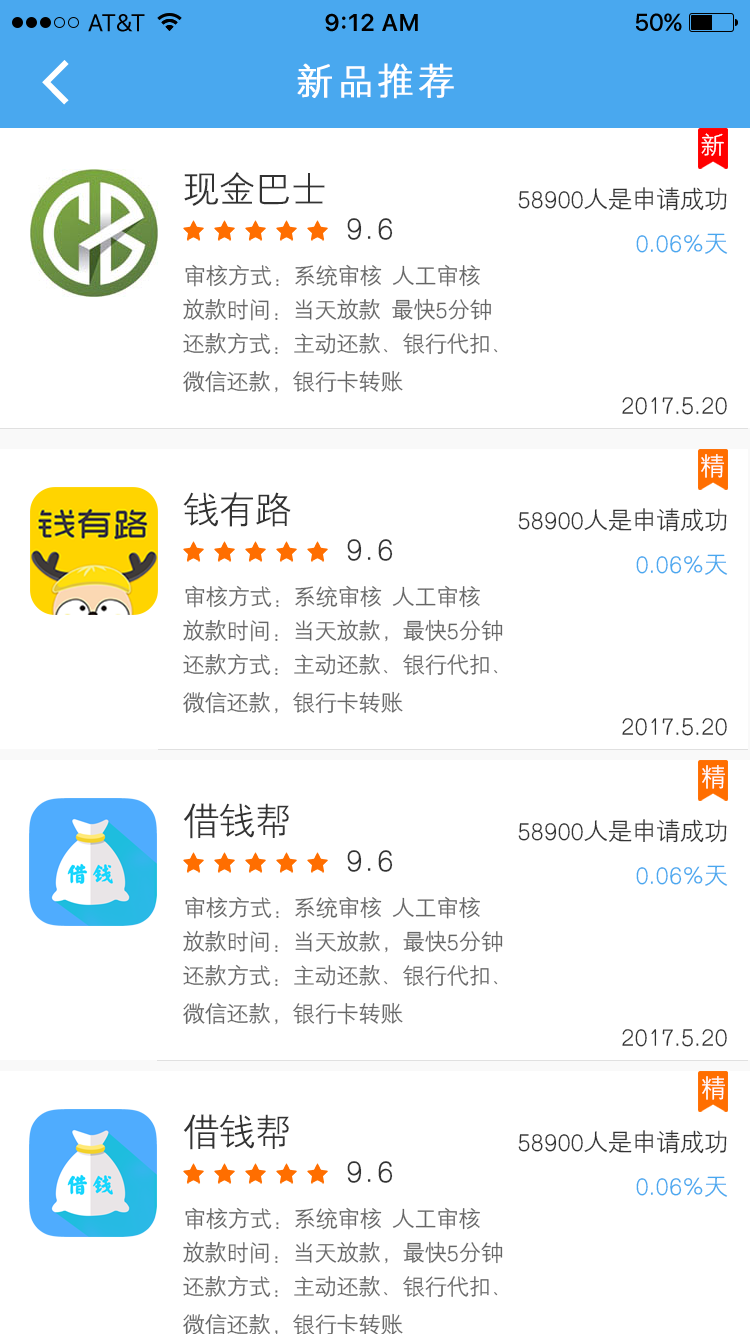 AT&T 9:12 AM 50%
新品推荐
新
现金巴士
58900人是申请成功
9.6
0.06%天
审核方式：系统审核 人工审核
放款时间：当天放款 最快5分钟
还款方式：主动还款、银行代扣、
微信还款，银行卡转账
2017.5.20
精
钱有路
钱有路
58900人是申请成功
9.6
0.06%天
审核方式：系统审核 人工审核
放款时间：当天放款，最快5分钟
还款方式：主动还款、银行代扣、
微信还款，银行卡转账
2017.5.20
精
借钱帮
58900人是申请成功
9.6
0.06%天
借钱
审核方式：系统审核 人工审核
放款时间：当天放款，最快5分钟
还款方式：主动还款、银行代扣、
微信还款，银行卡转账
2017.5.20
精
借钱帮
58900人是申请成功
9.6
0.06%天
借钱
审核方式：系统审核 人工审核
放款时间：当天放款，最快5分钟
还款方式：主动还款、银行代扣、
微信还款，银行卡转账